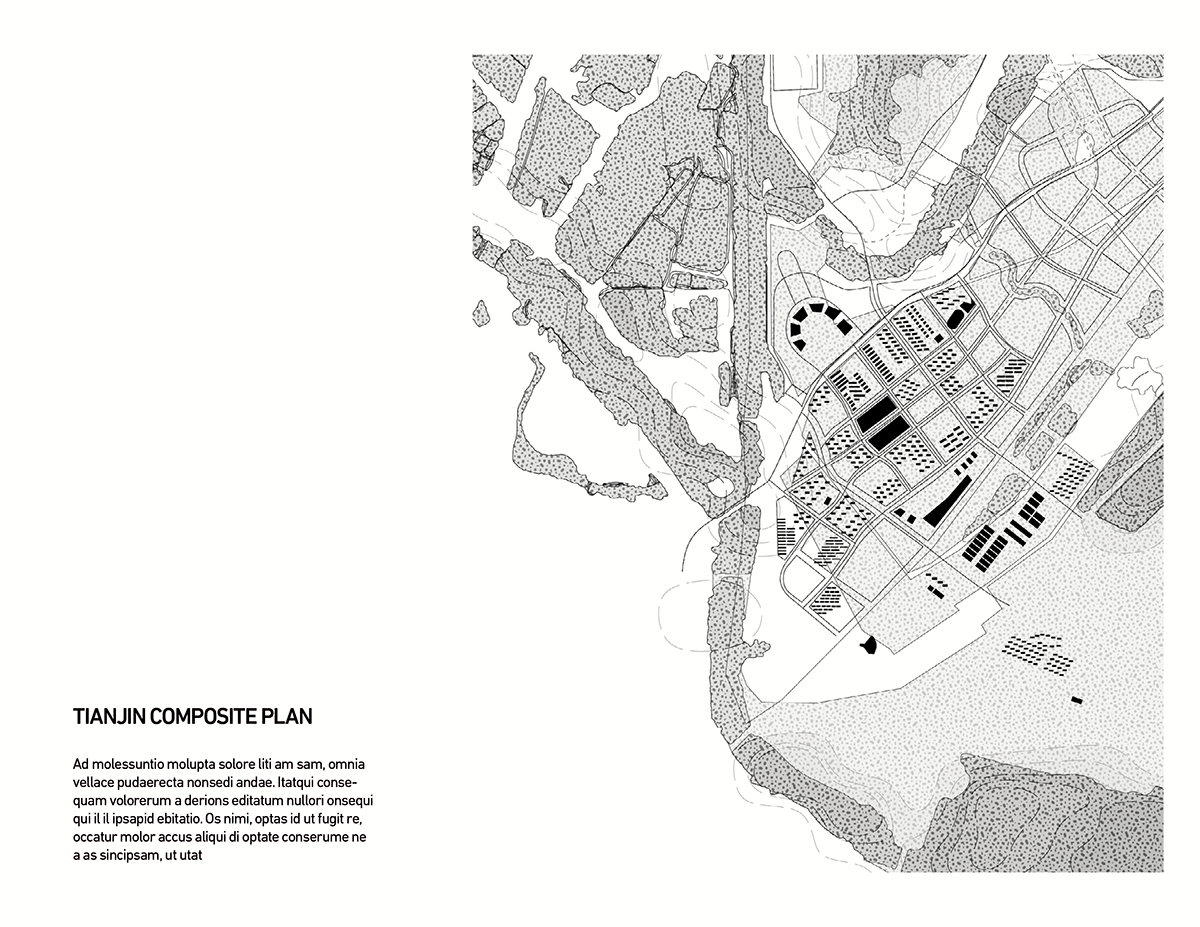 TIANJIN COMPOSITE PLAN
Ad molessuntio molupta solore liti am sam, omnia
vellace pudaerecta nonsedi andae. Itatqui conse-
quam volorerum a derions editatum nullori onsequi
qui il il ipsapid ebitatio. Os nimi, optas id ut fugit re,
occatur molor accus aliqui di optate conserume ne
a as sincipsam, ut utat